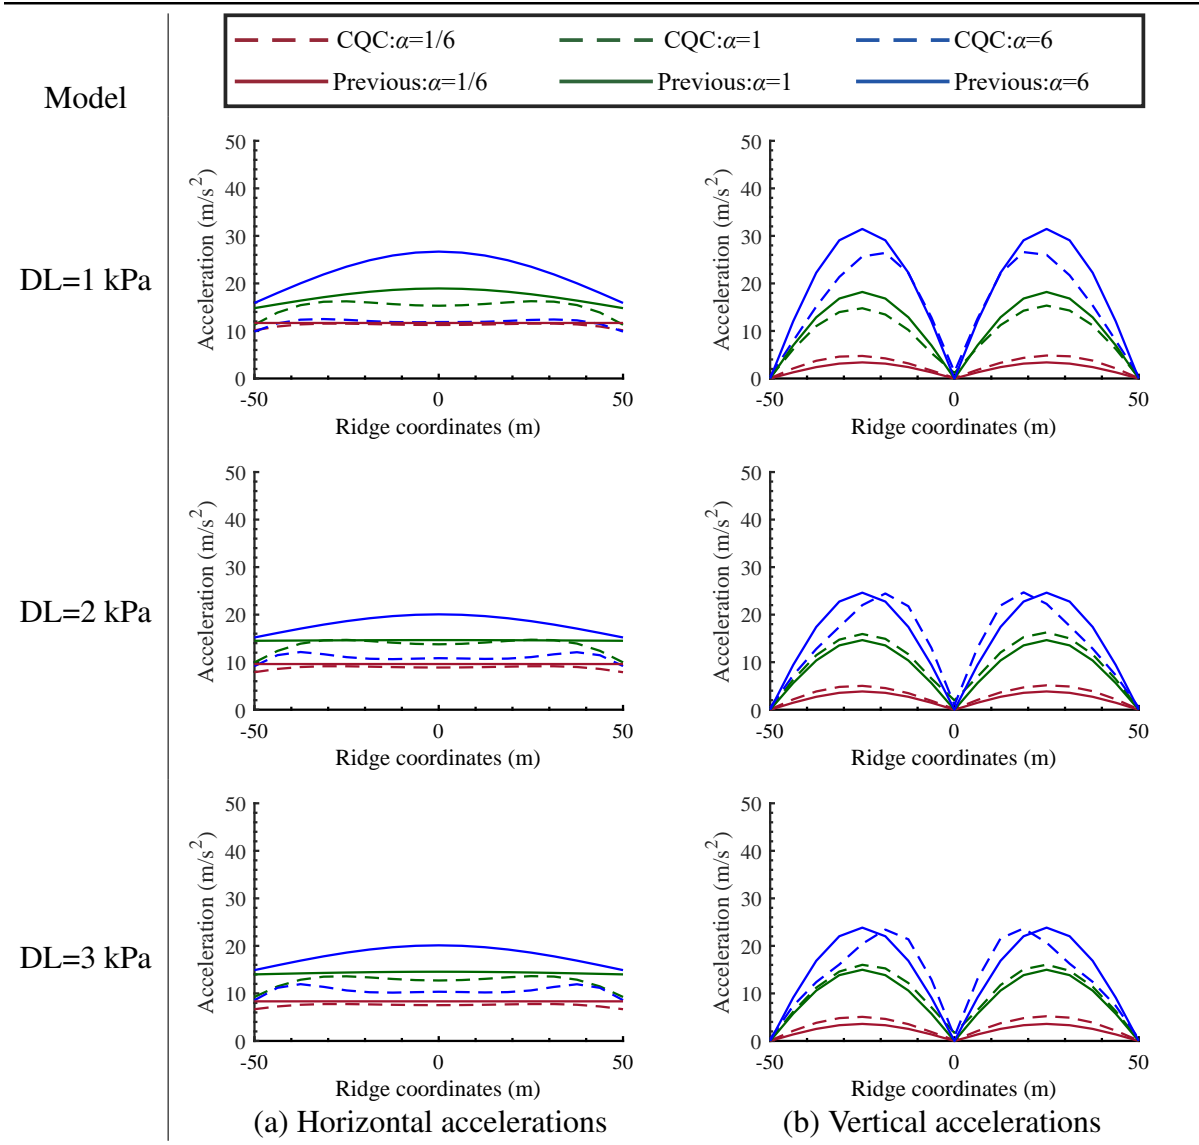 CQC:α=1/6 CQC:α=1 CQC:α=6
Previous:α=1/6 Previous:α=1 Previous:α=6
Model
DL=1 kPa
Acceleration (m/s²)
50
40
30
20
10
0
-50 0 50
Ridge coordinates (m)
Acceleration (m/s²)
50
40
30
20
10
0
-50 0 50
Ridge coordinates (m)
DL=2 kPa
Acceleration (m/s²)
50
40
30
20
10
0
-50 0 50
Ridge coordinates (m)
Acceleration (m/s²)
50
40
30
20
10
0
-50 0 50
Ridge coordinates (m)
DL=3 kPa
Acceleration (m/s²)
50
40
30
20
10
0
-50 0 50
Ridge coordinates (m)
Acceleration (m/s²)
50
40
30
20
10
0
-50 0 50
Ridge coordinates (m)
(a) Horizontal accelerations
(b) Vertical accelerations